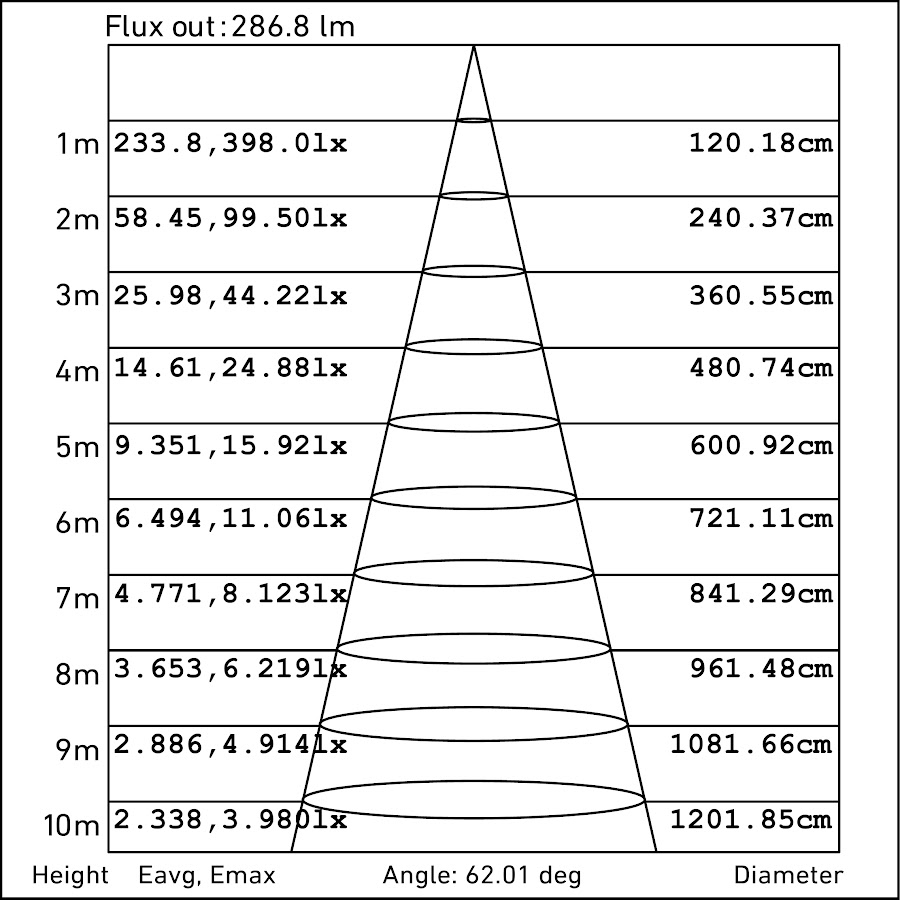 Flux out:286.8 lm
1m 233.8,398.0lx 120.18cm
2m 58.45,99.50lx 240.37cm
3m 25.98,44.22lx 360.55cm
4m 14.61,24.88lx 480.74cm
5m 9.351,15.92lx 600.92cm
6m 6.494,11.06lx 721.11cm
7m 4.771,8.123lx 841.29cm
8m 3.653,6.219lx 961.48cm
9m 2.886,4.914lx 1081.66cm
10m 2.338,3.980lx 1201.85cm
Height Eavg, Emax Angle: 62.01 deg Diameter